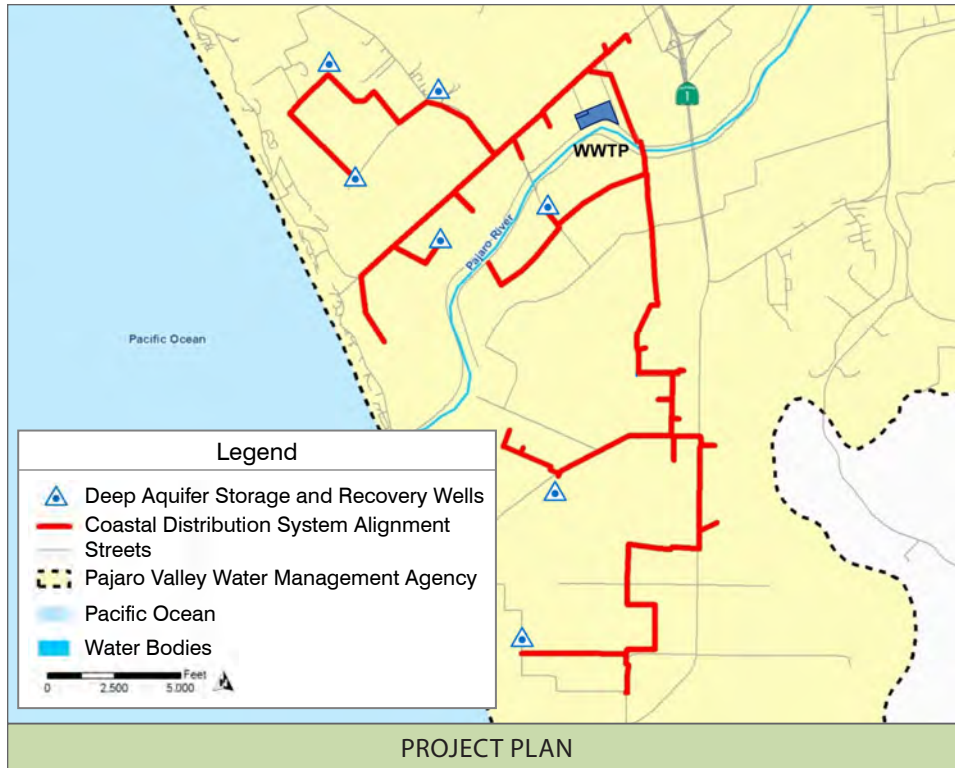 1
WWTP
Pajaro River
Pacific Ocean
Legend
Deep Aquifer Storage and Recovery Wells
Coastal Distribution System Alignment
Streets
Pajaro Valley Water Management Agency
Pacific Ocean
Water Bodies
Feet
0 2.500 5.000
PROJECT PLAN